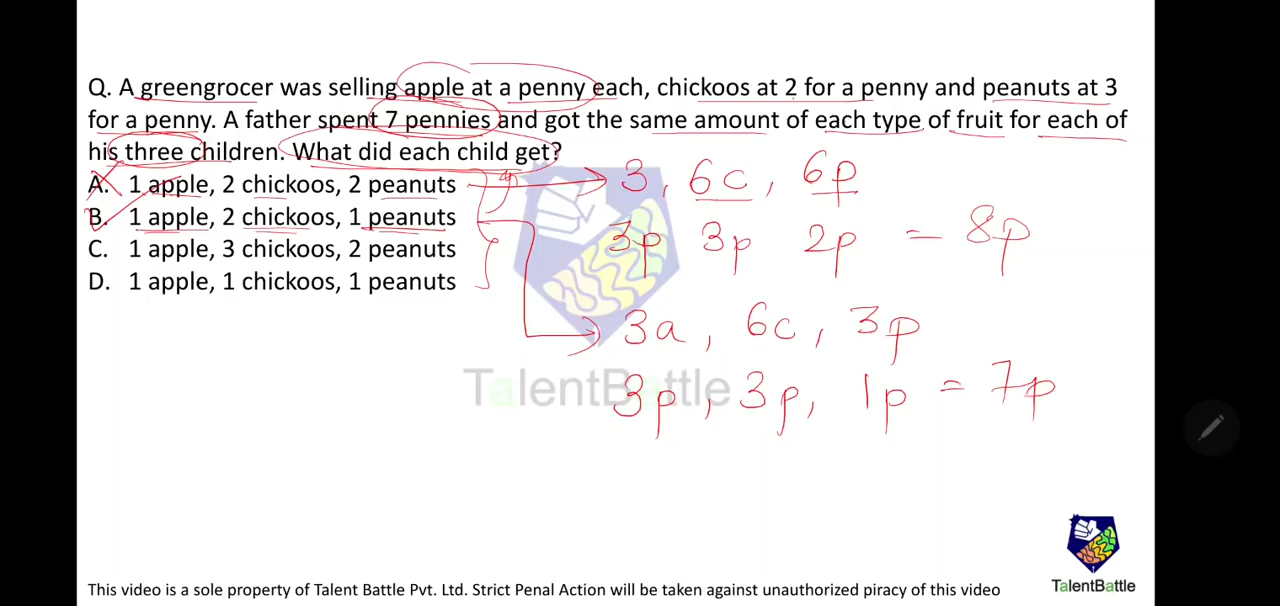 Q. A greengrocer was selling apple at a penny each, chickoos at 2 for a penny and peanuts at 3
for a penny. A father spent 7 pennies and got the same amount of each type of fruit for each of
his three children. What did each child get?
A. 1 apple, 2 chickoos, 2 peanuts
3, 6c, 6p
B. 1 apple, 2 chickoos, 1 peanuts
3p 3p 2p = 8p
C. 1 apple, 3 chickoos, 2 peanuts
D. 1 apple, 1 chickoos, 1 peanuts
3a, 6c, 3p
TalentBattle
3p, 3p, 1p = 7p
TalentBattle
This video is a sole property of Talent Battle Pvt. Ltd. Strict Penal Action will be taken against unauthorized piracy of this video